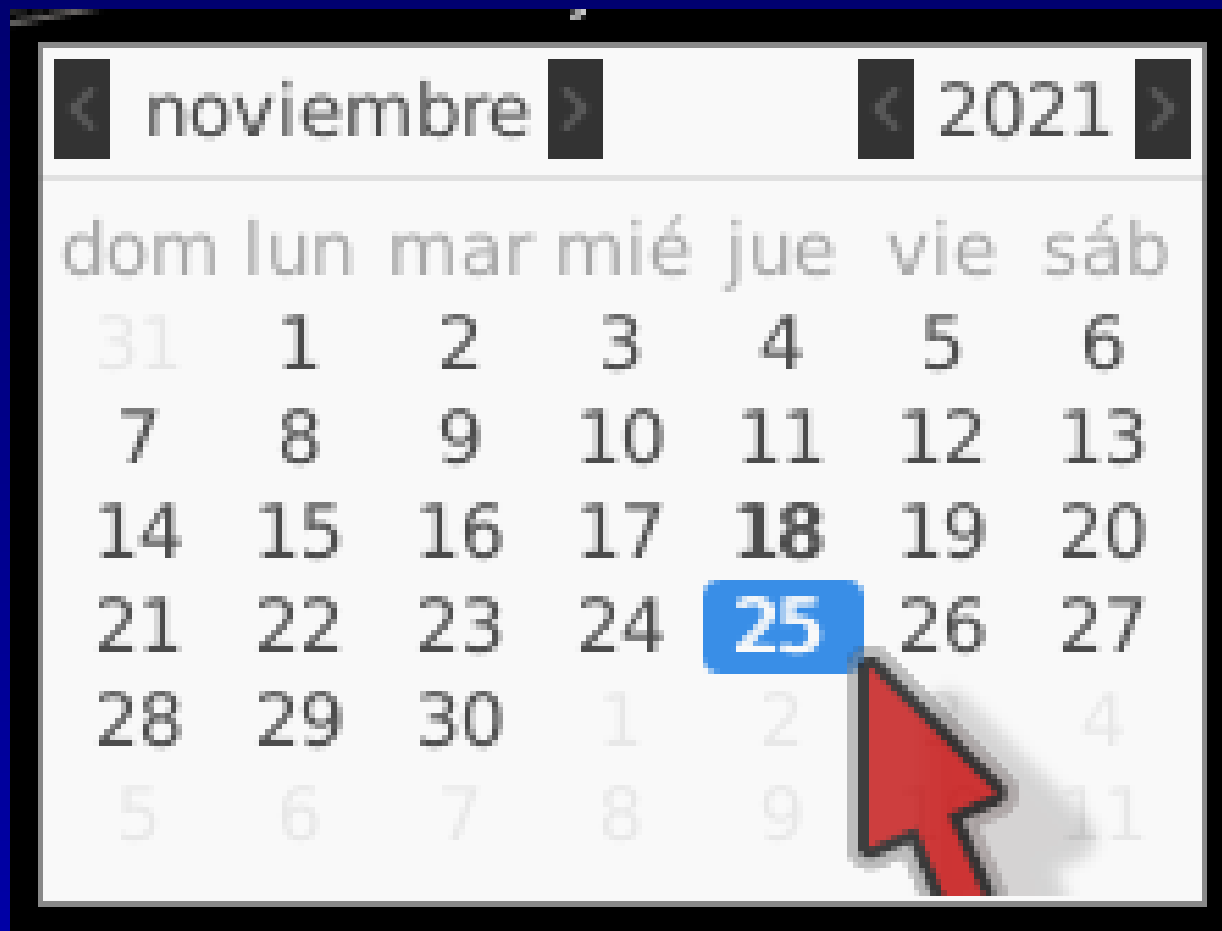 < noviembre > < 2021 >
dom lun mar mié jue vie sáb
31 1 2 3 4 5 6
7 8 9 10 11 12 13
14 15 16 17 18 19 20
21 22 23 24 25 26 27
28 29 30 1 2 4
5 6 7 8 9 11